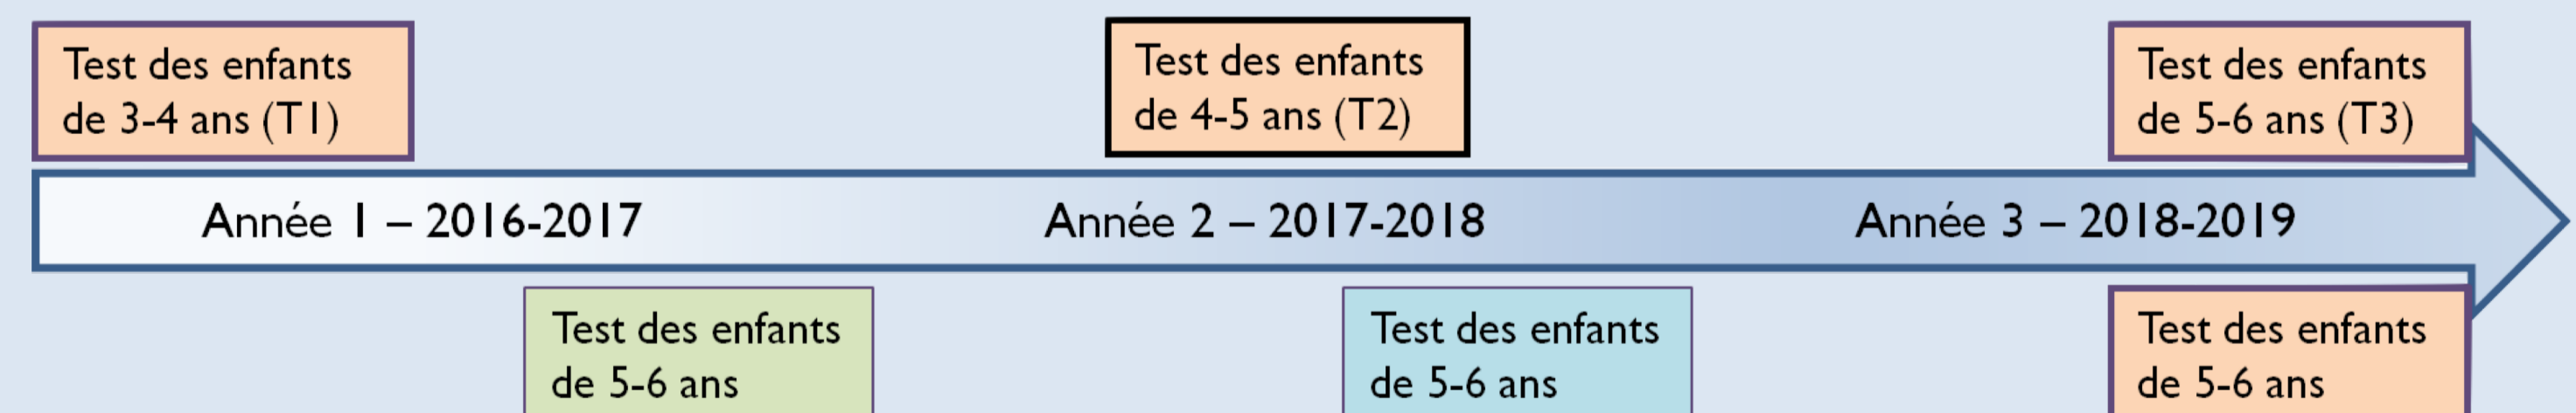 Test des enfants
de 3-4 ans (T1)
Test des enfants
de 4-5 ans (T2)
Test des enfants
de 5-6 ans (T3)
Année 1 – 2016-2017
Année 2 – 2017-2018
Année 3 – 2018-2019
Test des enfants
de 5-6 ans
Test des enfants
de 5-6 ans
Test des enfants
de 5-6 ans